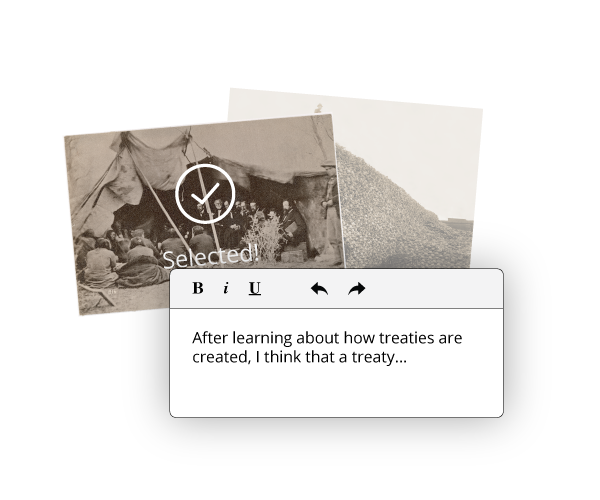 Selected!
B i U
After learning about how treaties are
created, I think that a treaty...